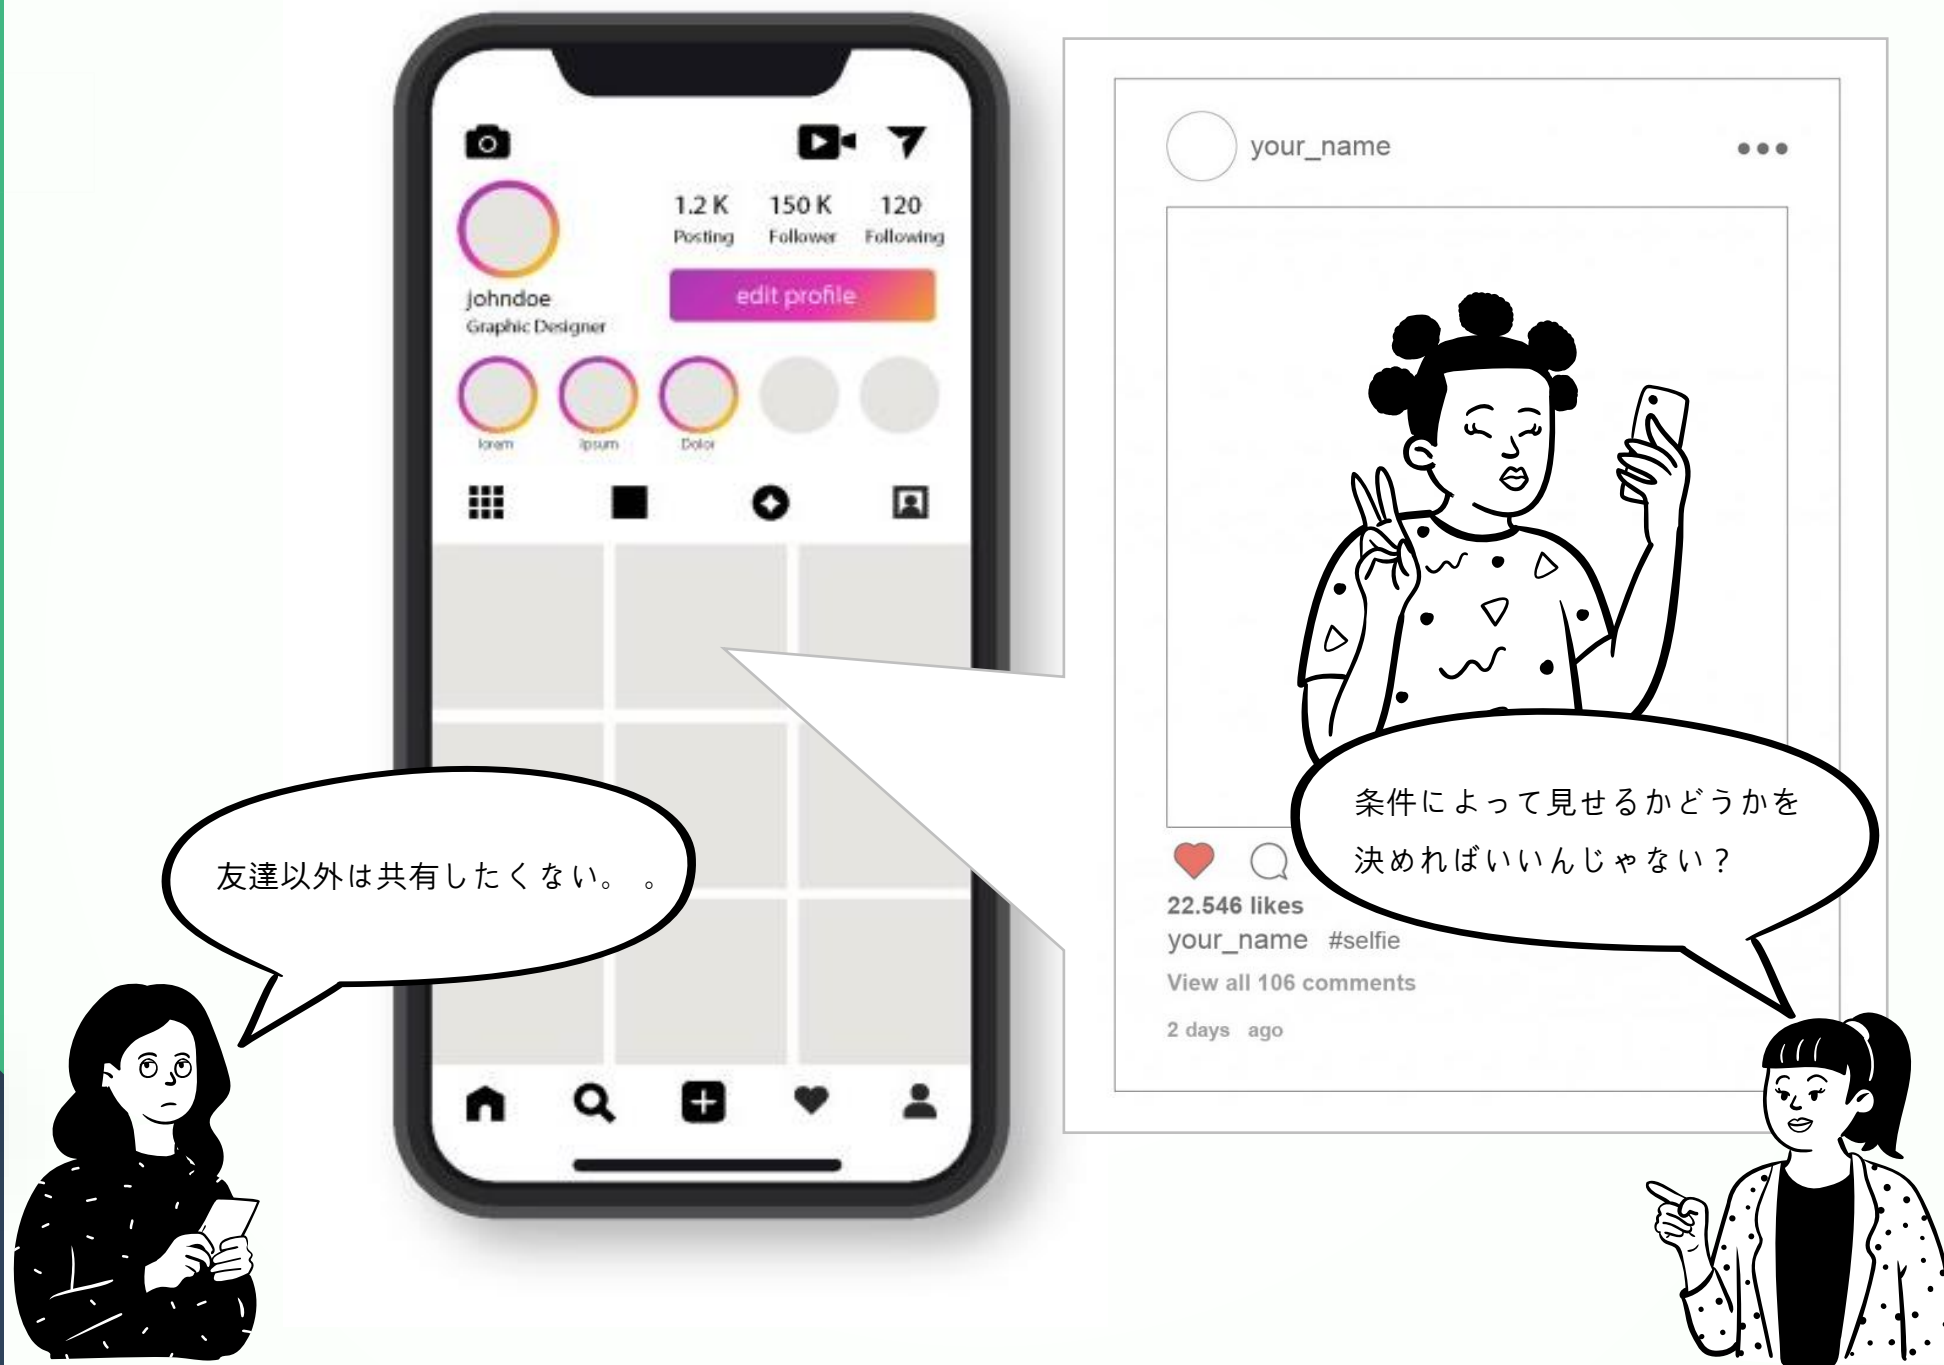 1.2 K 150 K 120
Posting Follower Following
edit profile
johndoe
Graphic Designer
lorem Ipsum Dolor
your_name
友達以外は共有したくない。 。
条件によって見せるかどうかを
決めればいいんじゃない？
22.546 likes
your_name #selfie
View all 106 comments
2 days ago